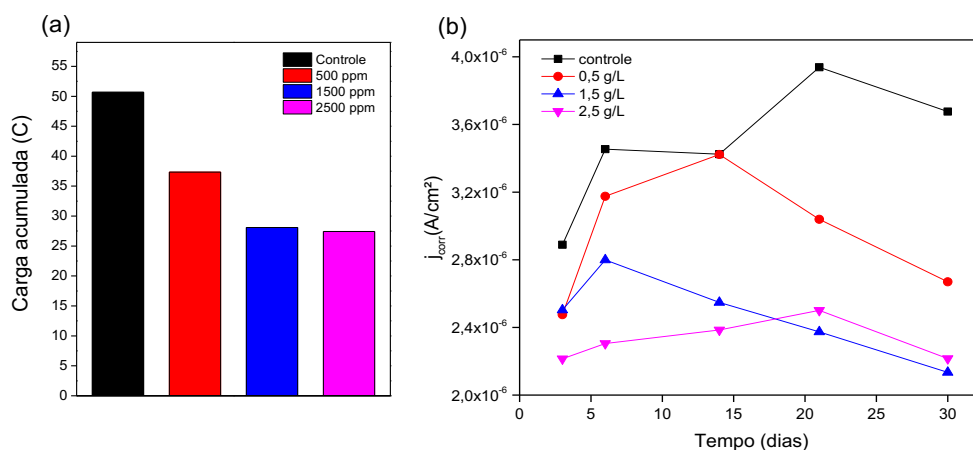 (a)
Carga acumulada (C)
55
50
45
40
35
30
25
20
15
10
5
0
Controle
500 ppm
1500 ppm
2500 ppm
(b)
j_corr(A/cm²)
4,0x10⁻⁶
3,6x10⁻⁶
3,2x10⁻⁶
2,8x10⁻⁶
2,4x10⁻⁶
2,0x10⁻⁶
controle
0,5 g/L
1,5 g/L
2,5 g/L
0 5 10 15 20 25 30
Tempo (dias)